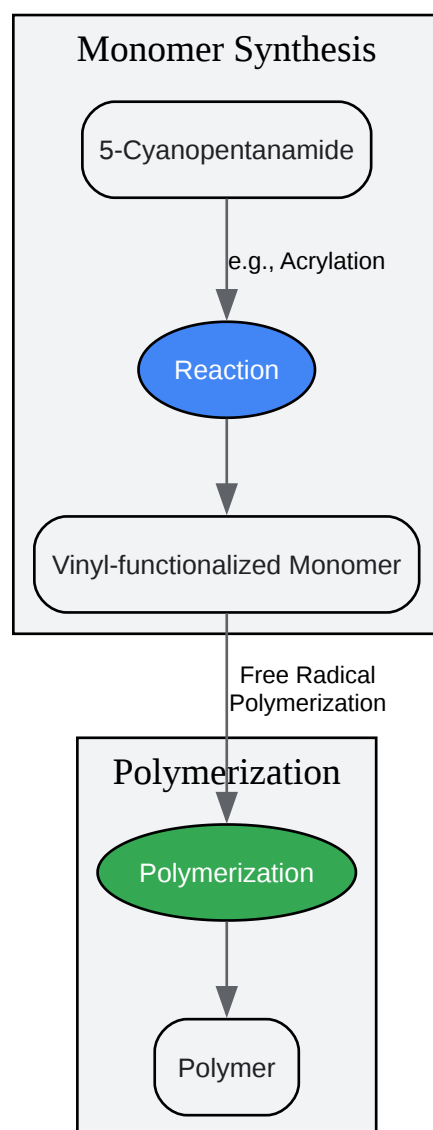 Monomer Synthesis
5-Cyanopentanamide
e.g., Acrylation
Reaction
Vinyl-functionalized Monomer
Free Radical
Polymerization
Polymerization
Polymerization
Polymer